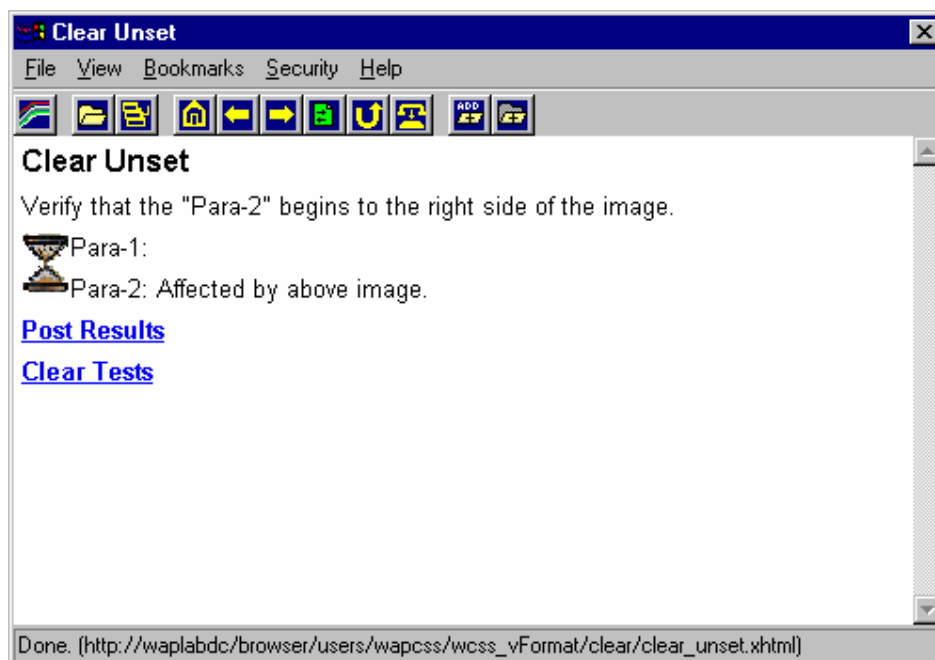 Clear Unset
File View Bookmarks Security Help
ADD
Clear Unset
Verify that the "Para-2" begins to the right side of the image.
Para-1:
Para-2: Affected by above image.
Post Results
Clear Tests
Done. (http://waplabdc/browser/users/wapcss/wcss_vFormat/clear/clear_unset.xhtml)